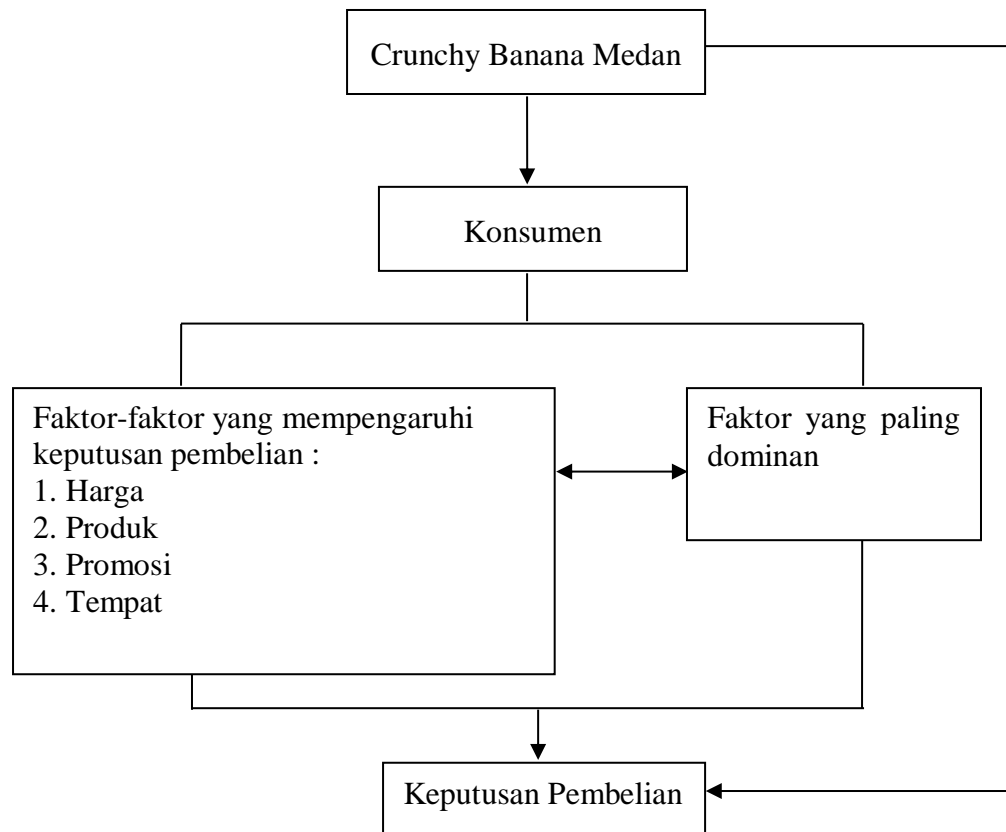 Crunchy Banana Medan
Konsumen
Faktor-faktor yang mempengaruhi
keputusan pembelian :
1. Harga
2. Produk
3. Promosi
4. Tempat
Faktor yang paling
dominan
Keputusan Pembelian